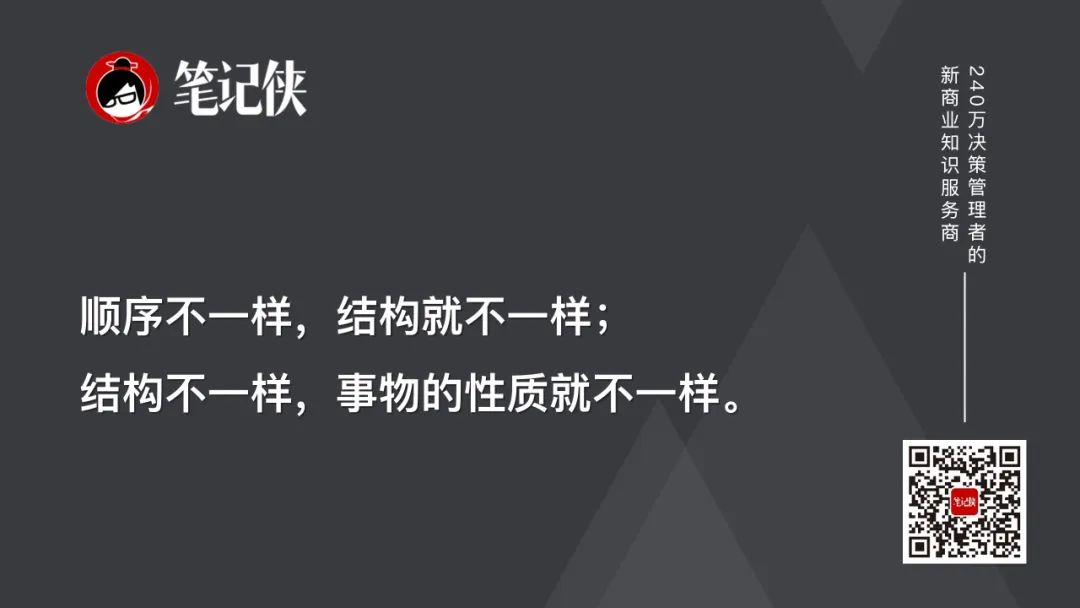 笔记侠
240万决策管理者的
新商业知识服务商
顺序不一样，结构就不一样；
结构不一样，事物的性质就不一样。
笔记侠